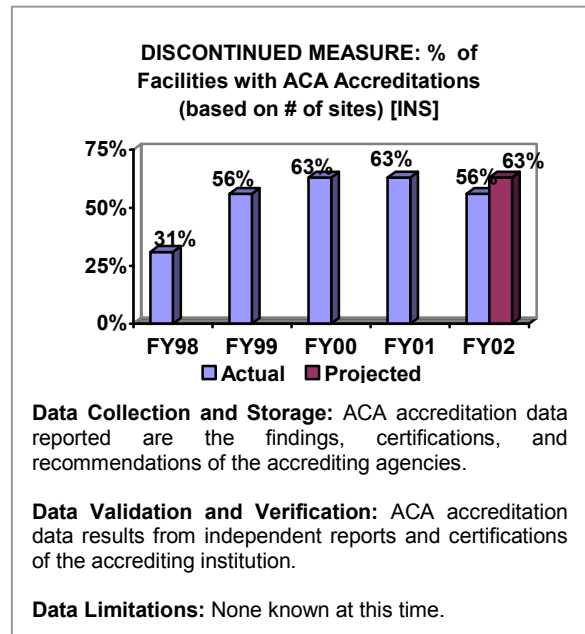 DISCONTINUED MEASURE: % of
Facilities with ACA Accreditations
(based on # of sites) [INS]
75%
50%
25%
0%
31%
56%
63%
63%
56%
63%
FY98 FY99 FY00 FY01 FY02
Actual Projected
Data Collection and Storage: ACA accreditation data
reported are the findings, certifications, and
recommendations of the accrediting agencies.
Data Validation and Verification: ACA accreditation
data results from independent reports and certifications
of the accrediting institution.
Data Limitations: None known at this time.